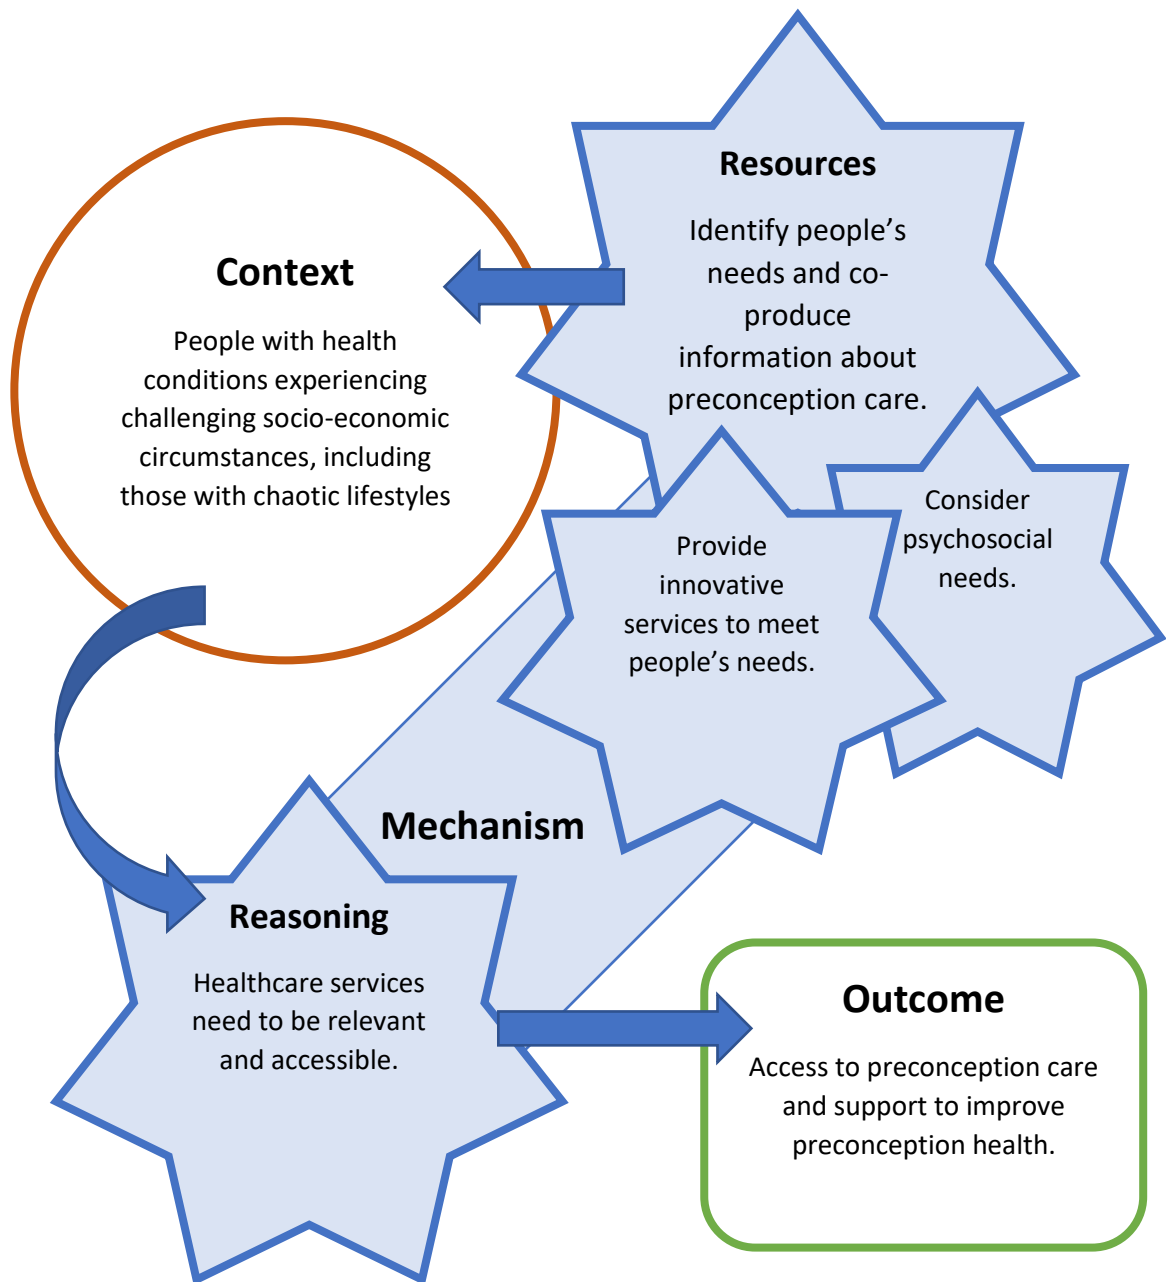 Resources
Identify people’s
needs and co-
produce
information about
preconception care.
Context
People with health
conditions experiencing
challenging socio-economic
circumstances, including
those with chaotic lifestyles
Consider
psychosocial
needs.
Provide
innovative
services to meet
people’s needs.
Mechanism
Reasoning
Healthcare services
need to be relevant
and accessible.
Outcome
Access to preconception care
and support to improve
preconception health.